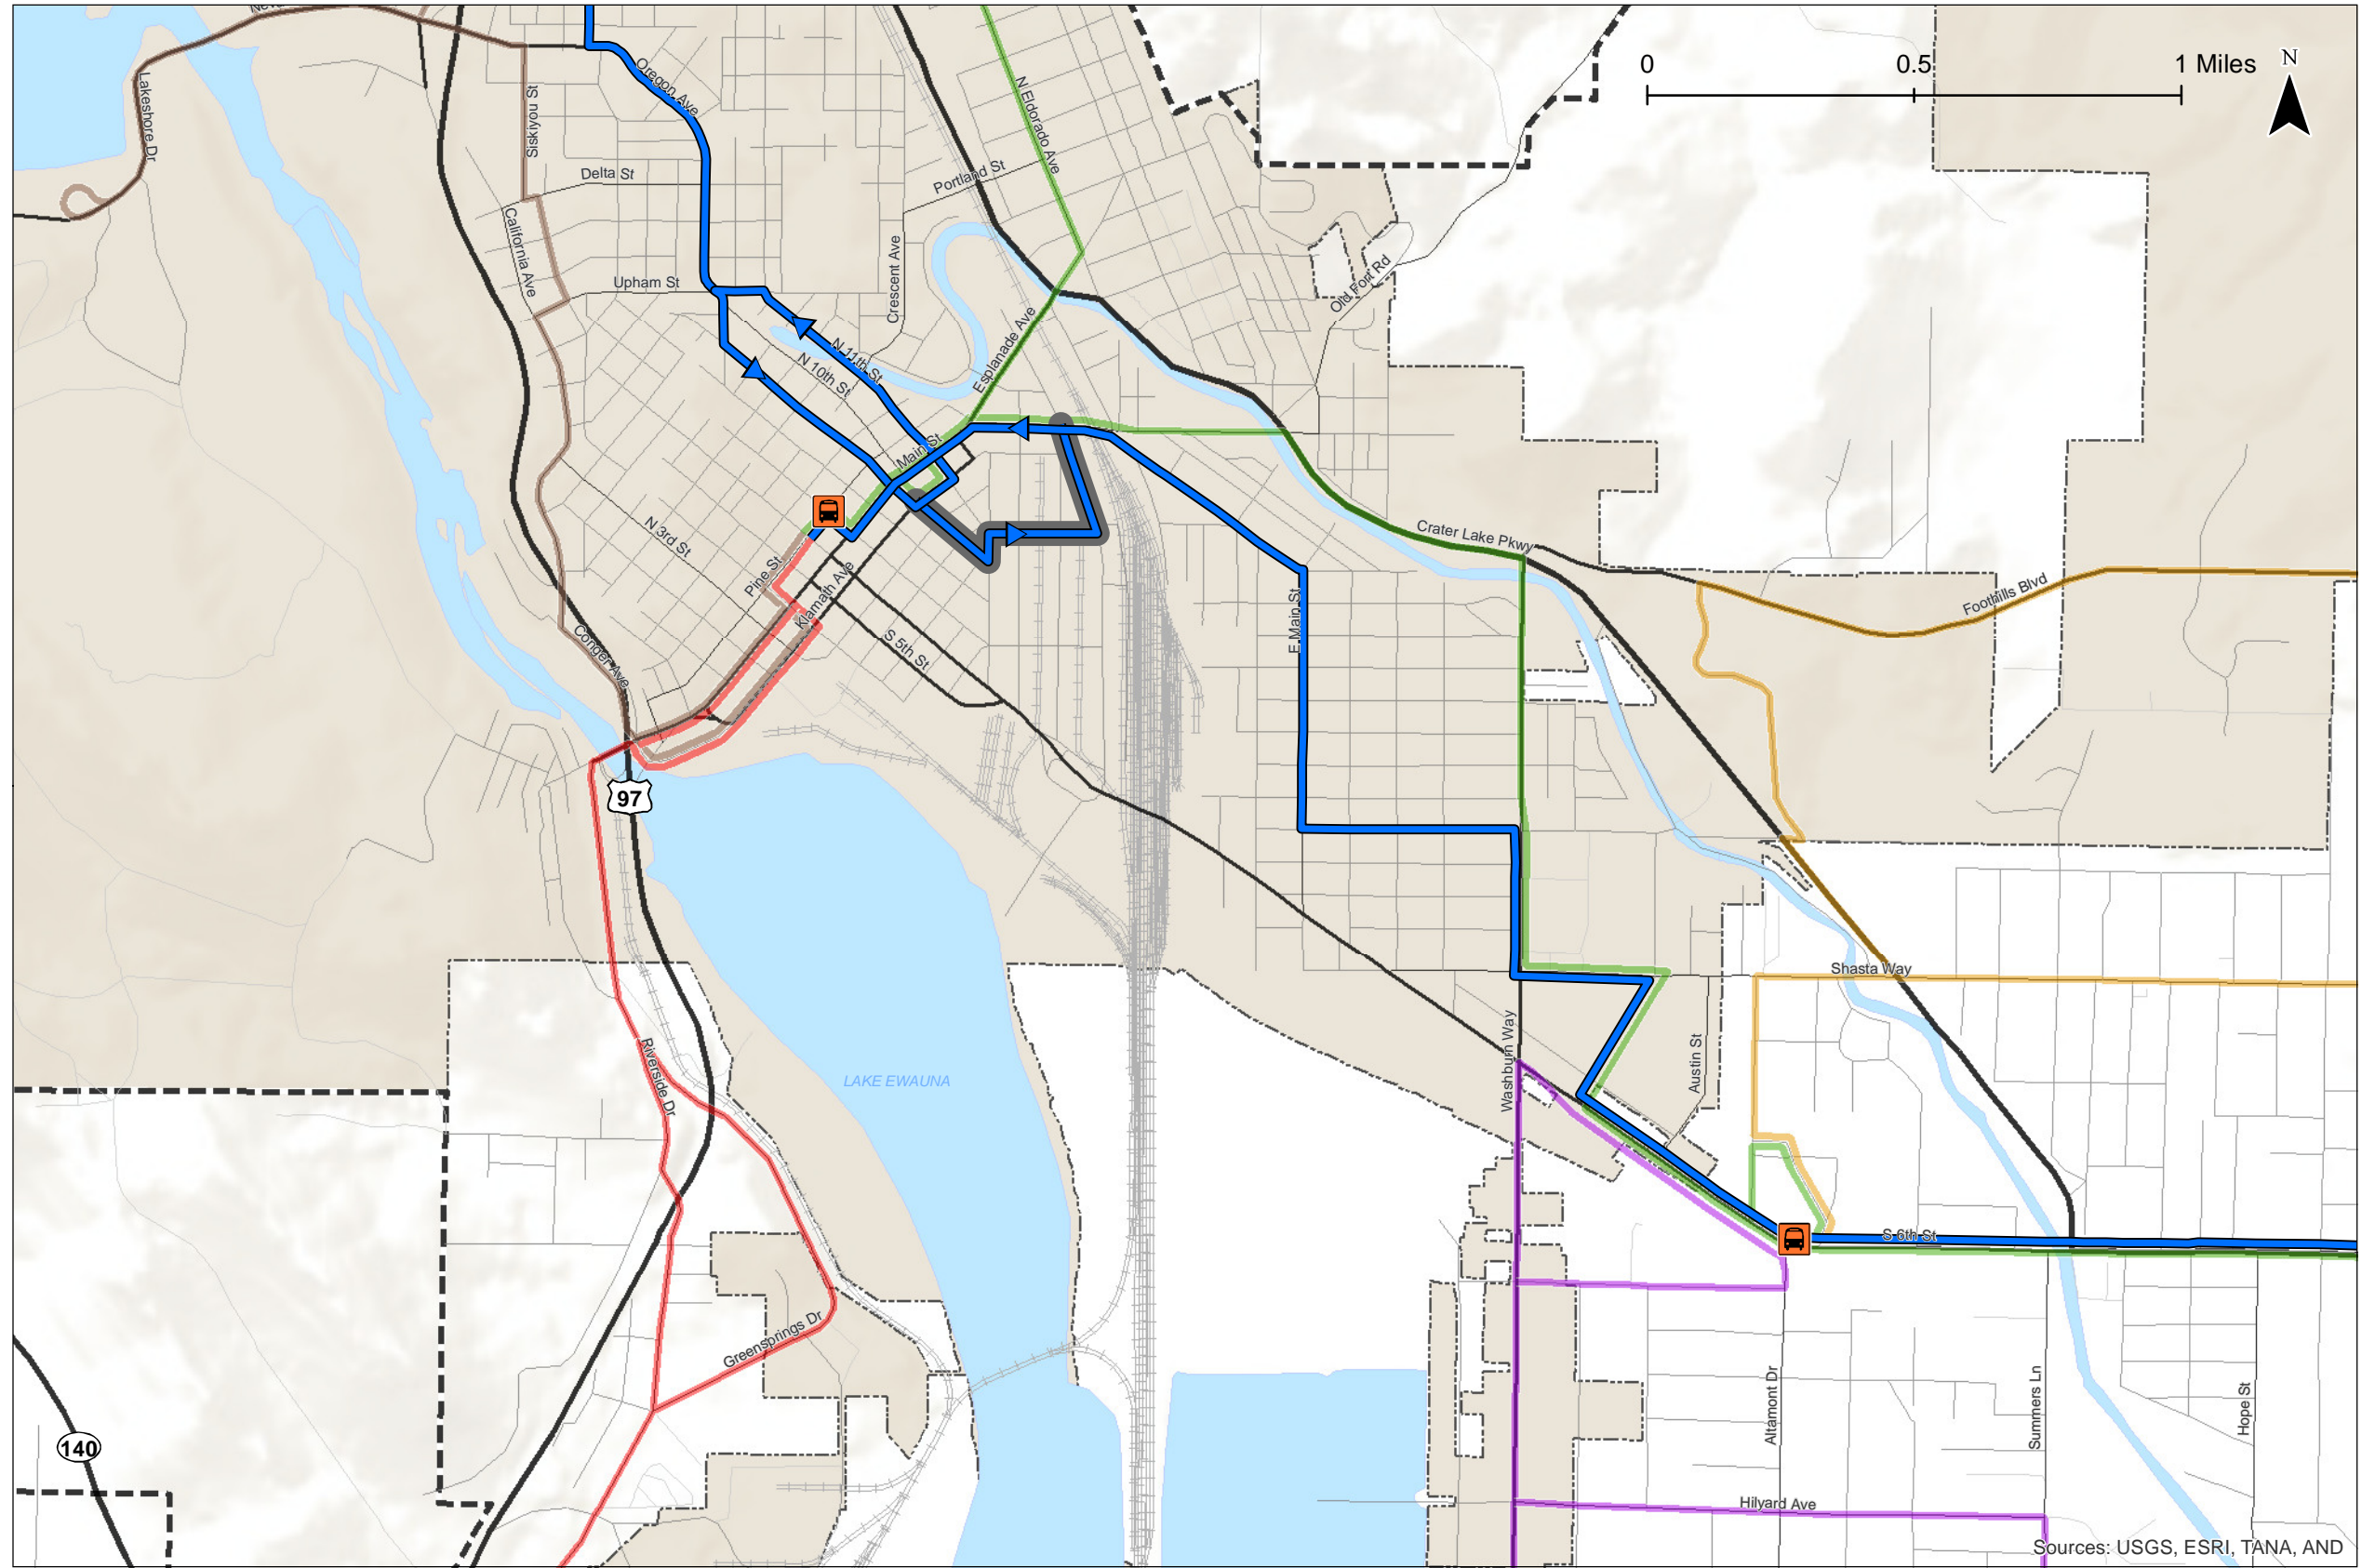 0 0.5 1 Miles
N
Lakeshore Dr
Siskiyou St
Oregon Ave
N Eldorado Ave
Delta St
Portland St
California Ave
Upham St
Crescent Ave
Old Fort Rd
Esplanade Ave
N 11th St
N 10th St
Main St
N 3rd St
Crater Lake Pkwy
Pine St
Klamath Ave
Foothills Blvd
E Main St
S 5th St
Conger Ave
97
Shasta Way
Washburn Way
Austin St
Riverside Dr
LAKE EWAUNA
S 6th St
Greensprings Dr
Altamont Dr
Summers Ln
Hope St
140
Hilyard Ave
Sources: USGS, ESRI, TANA, AND